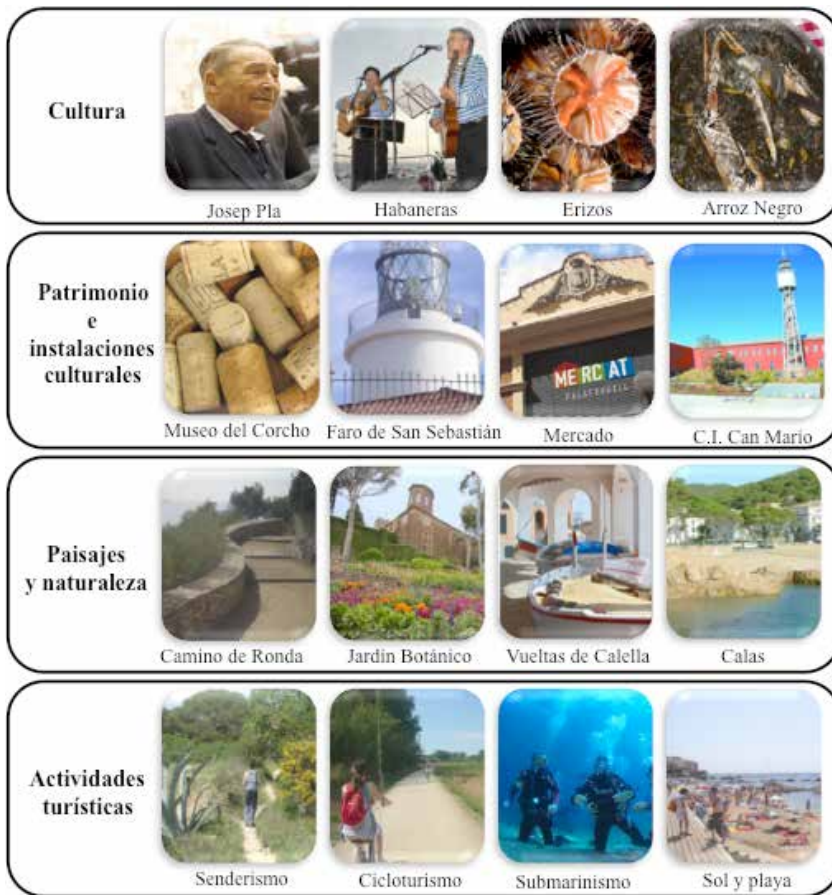 Cultura
Josep Pla
Habaneras
Erizos
Arroz Negro
Patrimonio
e
instalaciones
culturales
MERCAT
PALAFRUGELL
Museo del Corcho
Faro de San Sebastián
Mercado
C.I. Can Mario
Paisajes
y naturaleza
Camino de Ronda
Jardín Botánico
Vueltas de Calella
Calas
Actividades
turísticas
Senderismo
Cicloturismo
Submarinismo
Sol y playa